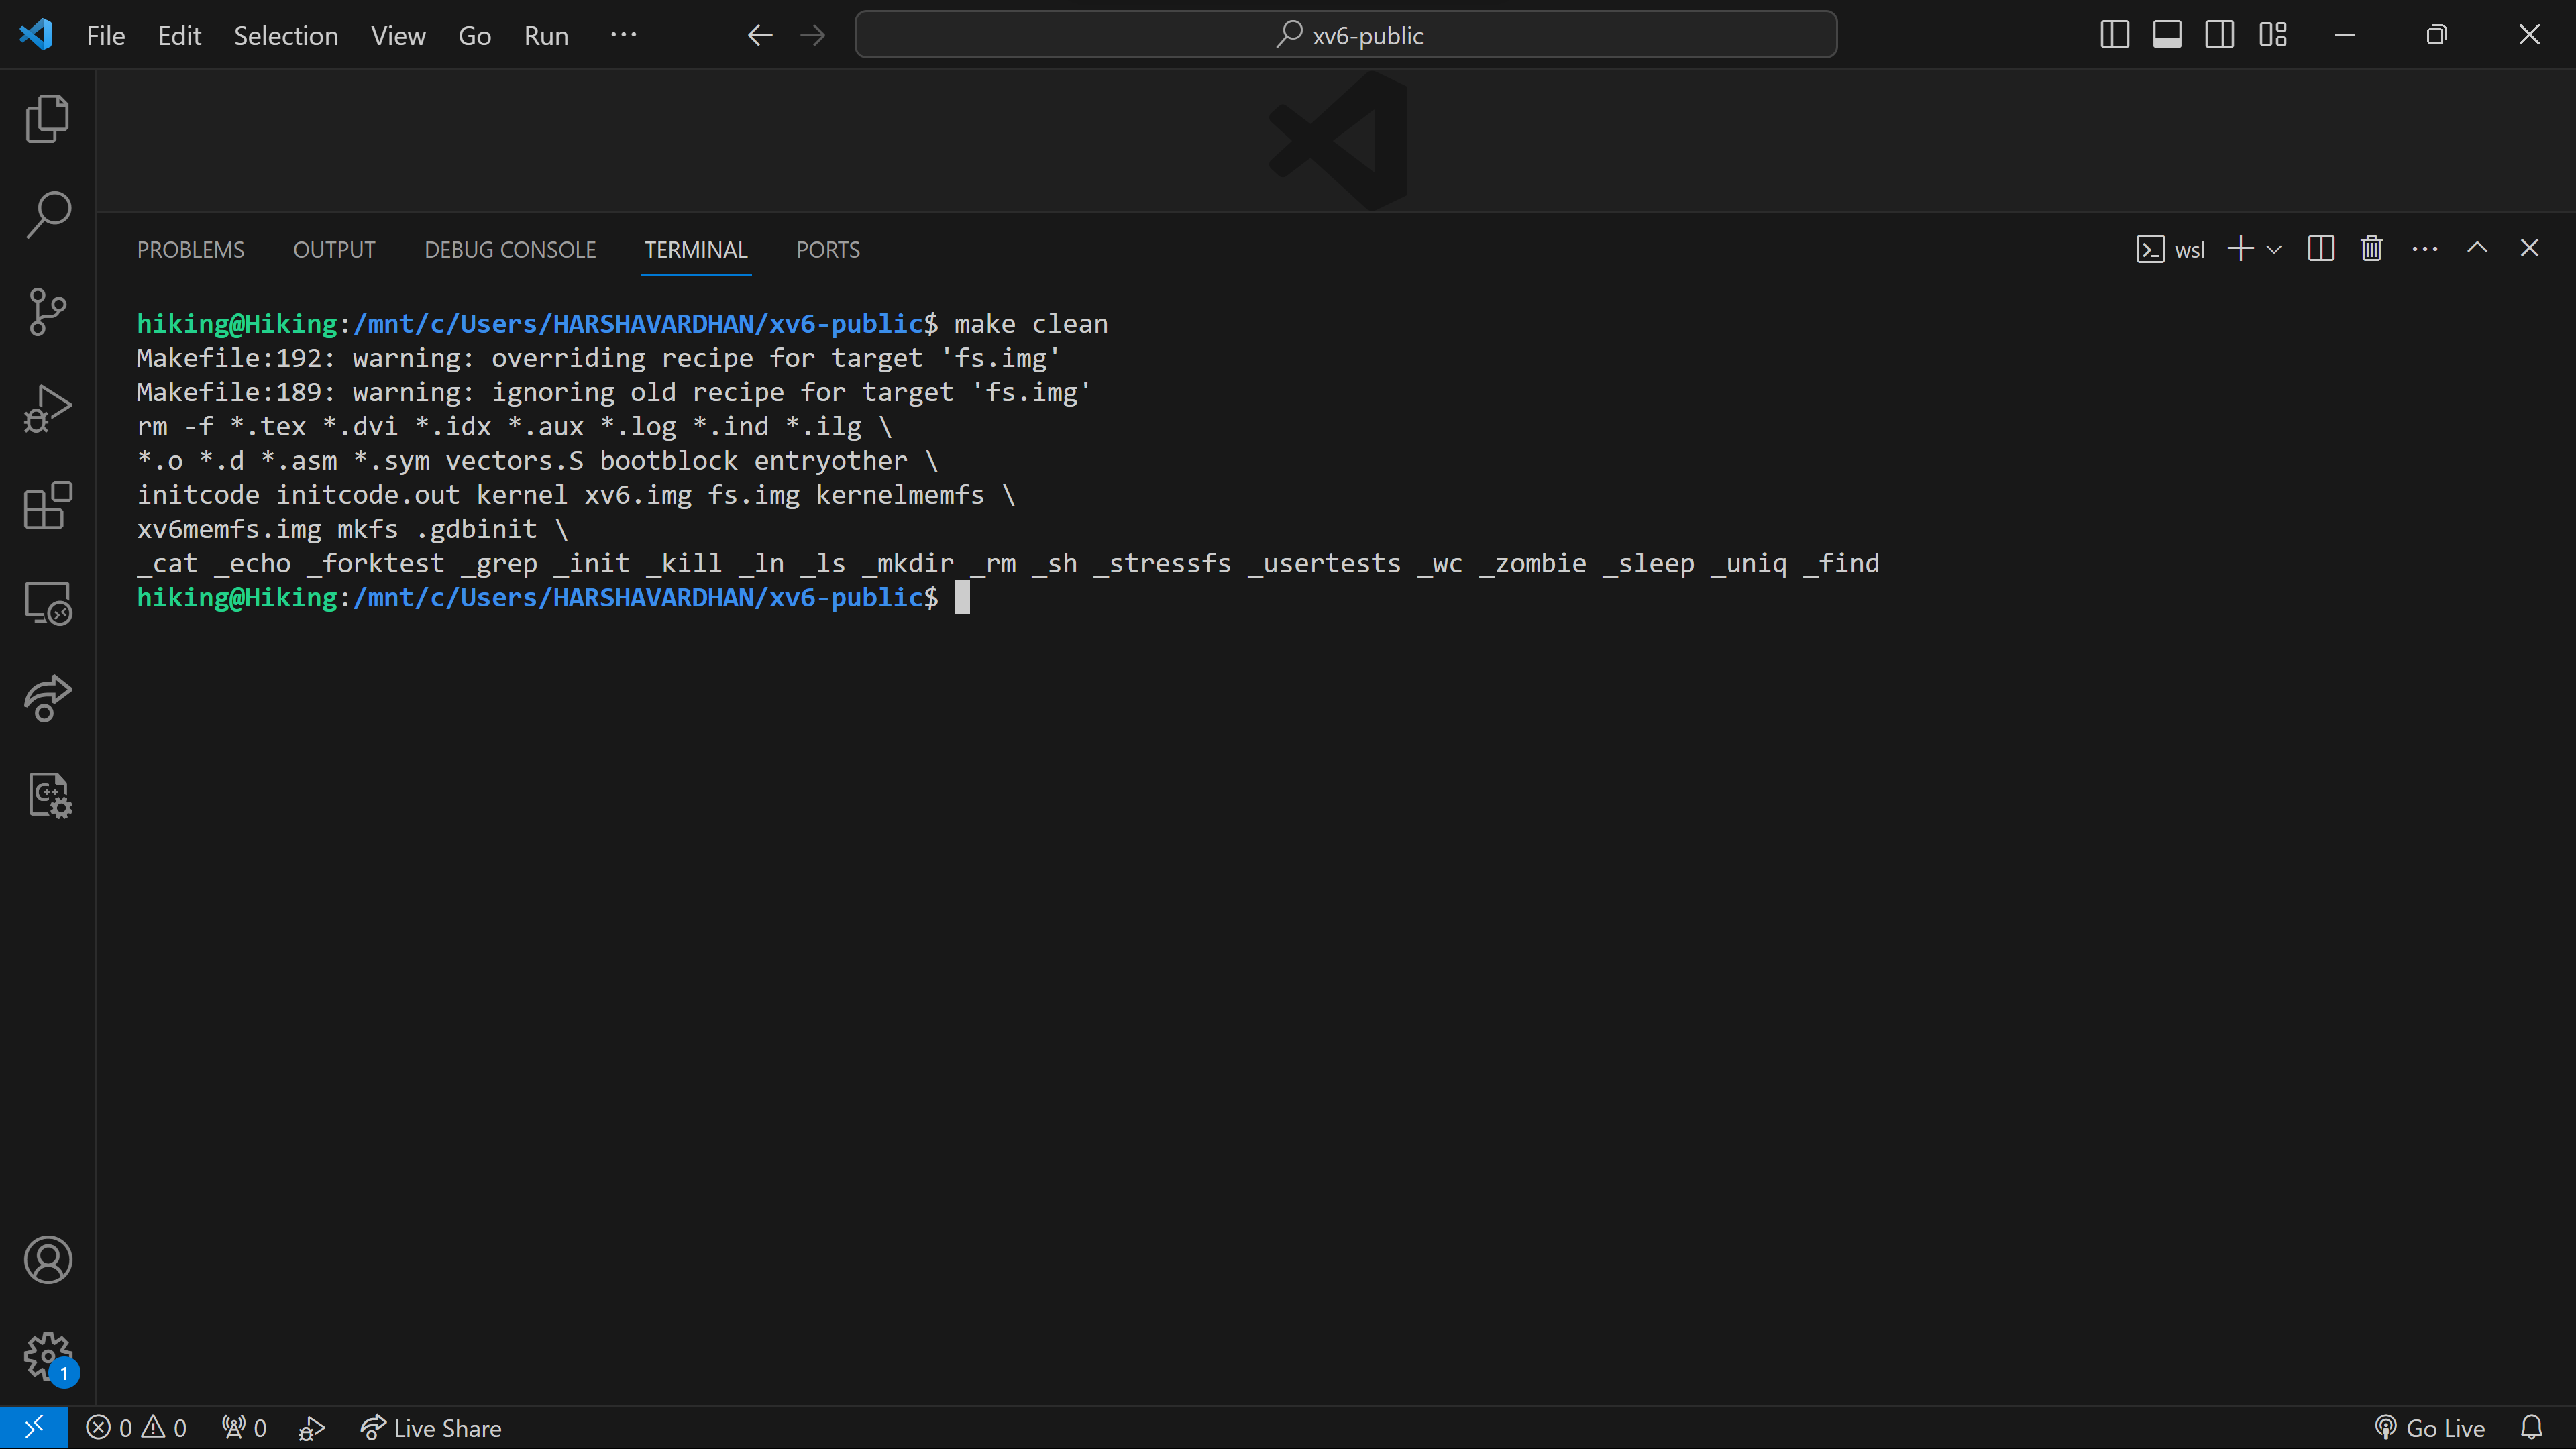 File Edit Selection View Go Run ··· xv6-public
PROBLEMS OUTPUT DEBUG CONSOLE TERMINAL PORTS wsl
hiking@Hiking:/mnt/c/Users/HARSHAVARDHAN/xv6-public$ make clean
Makefile:192: warning: overriding recipe for target 'fs.img'
Makefile:189: warning: ignoring old recipe for target 'fs.img'
rm -f *.tex *.dvi *.idx *.aux *.log *.ind *.ilg \
*.o *.d *.asm *.sym vectors.S bootblock entryother \
initcode initcode.out kernel xv6.img fs.img kernelmemfs \
xv6memfs.img mkfs .gdbinit \
_cat _echo _forktest _grep _init _kill _ln _ls _mkdir _rm _sh _stressfs _usertests _wc _zombie _sleep _uniq _find
hiking@Hiking:/mnt/c/Users/HARSHAVARDHAN/xv6-public$
C++
1
0 0 0 Live Share Go Live